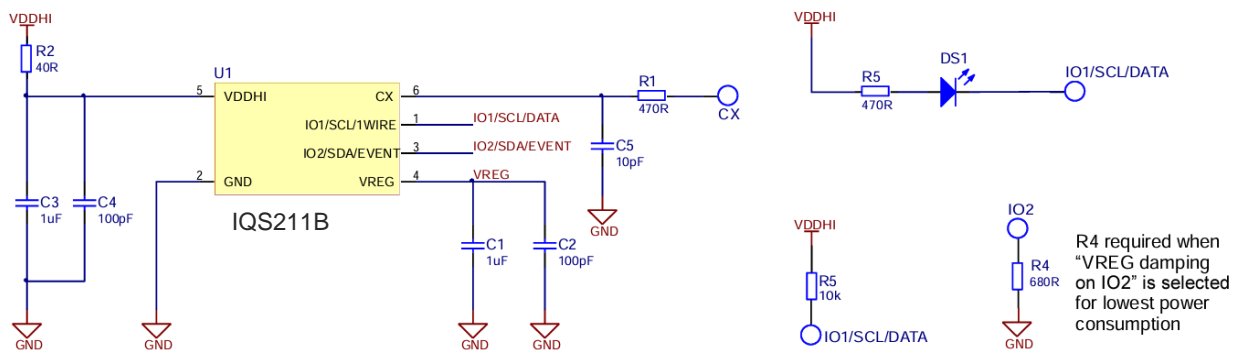 VDDHI
R2
40R
U1
5
VDDHI
CX
6
R1
470R
CX
IO1/SCL/1WIRE
1
IO1/SCL/DATA
IO2/SDA/EVENT
3
IO2/SDA/EVENT
C5
10pF
2
GND
VREG
4
VREG
C3
1uF
C4
100pF
IQS211B
C1
1uF
C2
100pF
GND
GND
GND
GND
GND
VDDHI
DS1
R5
470R
IO1/SCL/DATA
VDDHI
R5
10k
IO1/SCL/DATA
IO2
R4
680R
GND
R4 required when
“VREG damping
on IO2” is selected
for lowest power
consumption